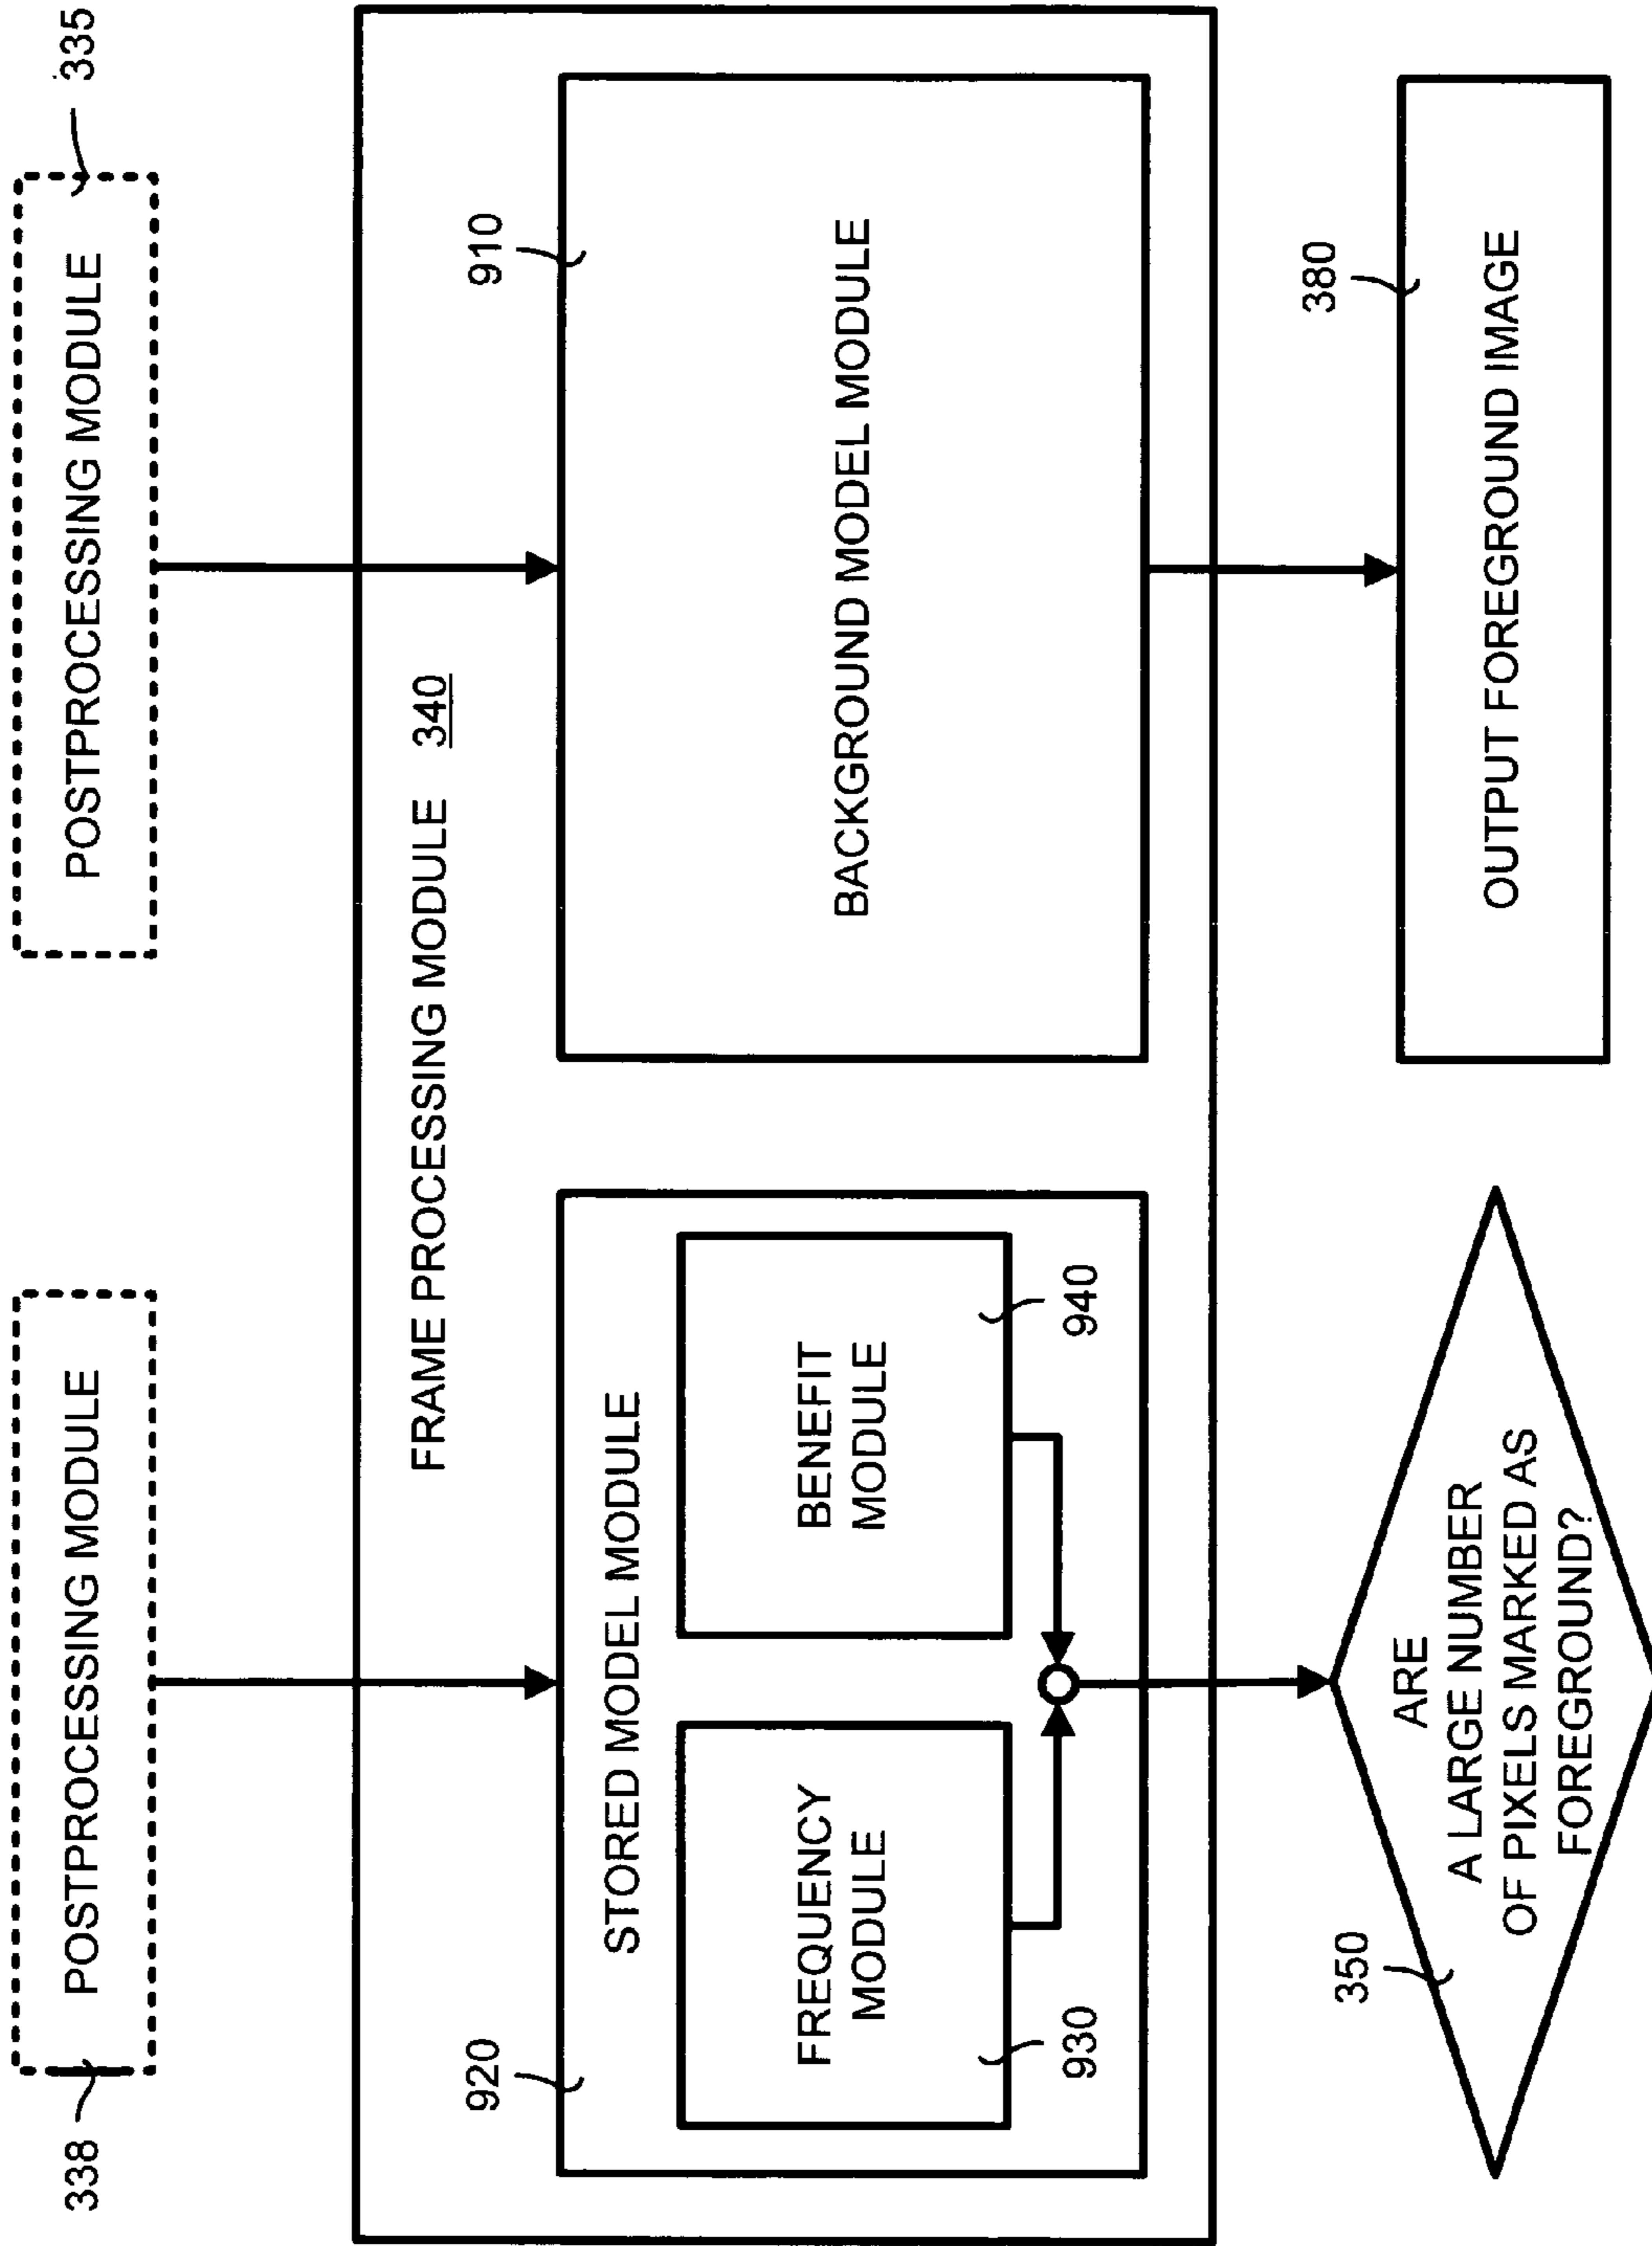 338
POSTPROCESSING MODULE
POSTPROCESSING MODULE
335
FRAME PROCESSING MODULE 340
920
STORED MODEL MODULE
FREQUENCY
MODULE
930
BENEFIT
MODULE
940
910
BACKGROUND MODEL MODULE
350
ARE
A LARGE NUMBER
OF PIXELS MARKED AS
FOREGROUND?
380
OUTPUT FOREGROUND IMAGE